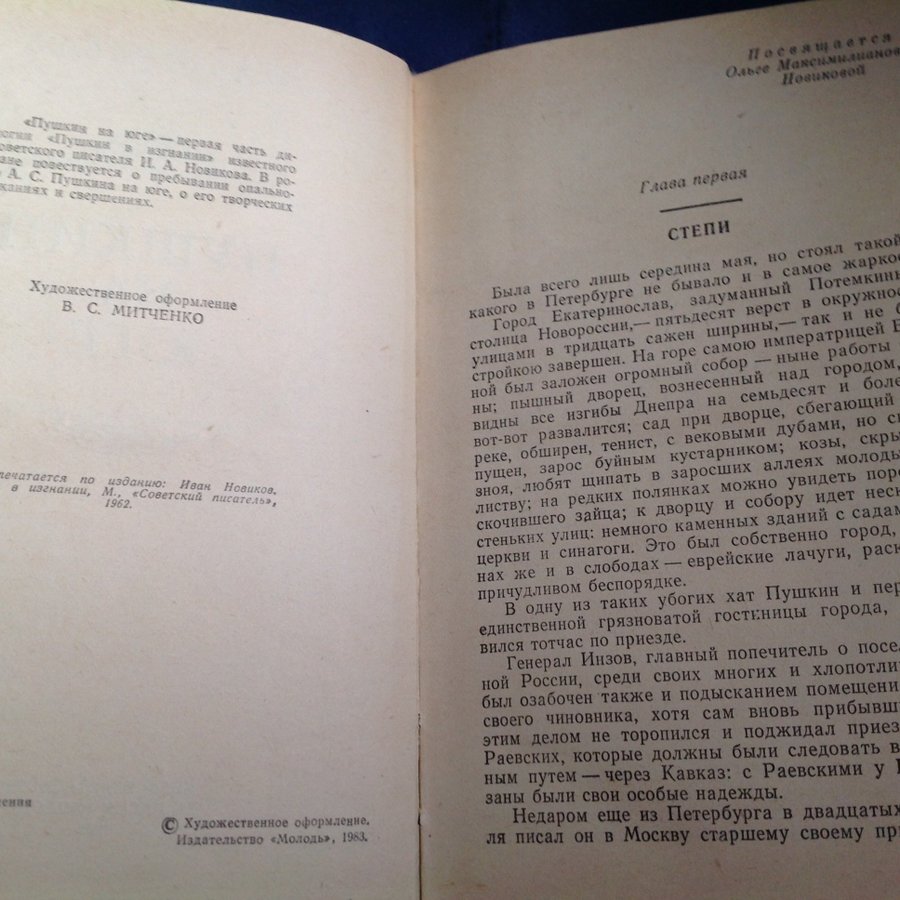 «Пушкин на юге» — первая часть ди-
«Пушкин в изгнании» известного
советского писателя И. А. Новикова. В ро-
повествуется о пребывании опально-
А. С. Пушкина на юге, о его творческих
и свершениях.
Художественное оформление
В. С. МИТЧЕНКО
печатается по изданию: Иван Новиков.
в изгнании, М., «Советский писатель»,
1962.
© Художественное оформление.
Издательство «Молодь», 1983.
Посвящается
Ольге Максимилиановне
Новиковой
Глава первая
СТЕПИ
Была всего лишь середина мая, но стоял такой
какого в Петербурге не бывало и в самое жаркое
Город Екатеринослав, задуманный Потемкиным
столица Новороссии,— пятьдесят верст в окружнос
улицами в тридцать сажен ширины,— так и не б
стройкою завершен. На горе самою императрицей Е
ной был заложен огромный собор — ныне работы
ны; пышный дворец, вознесенный над городом,
видны все изгибы Днепра на семьдесят и боле
вот-вот развалится; сад при дворце, сбегающий
реке, обширен, тенист, с вековыми дубами, но с
пущен, зарос буйным кустарником; козы, скры
зноя, любят щипать в заросших аллеях молоды
листву; на редких полянках можно увидеть поро
скочившего зайца; к дворцу и собору идет неск
стеньких улиц: немного каменных зданий с садам
церкви и синагоги. Это был собственно город,
нах же и в слободах — еврейские лачуги, раск
причудливом беспорядке.
В одну из таких убогих хат Пушкин и пер
единственной грязноватой гостиницы города,
вился тотчас по приезде.
Генерал Инзов, главный попечитель о посел
ной России, среди своих многих и хлопотли
был озабочен также и подысканием помещени
своего чиновника, хотя сам вновь прибывш
этим делом не торопился и поджидал приез
Раевских, которые должны были следовать в
ным путем — через Кавказ: с Раевскими у
заны были свои особые надежды.
Недаром еще из Петербурга в двадцатых
ля писал он в Москву старшему своему пр